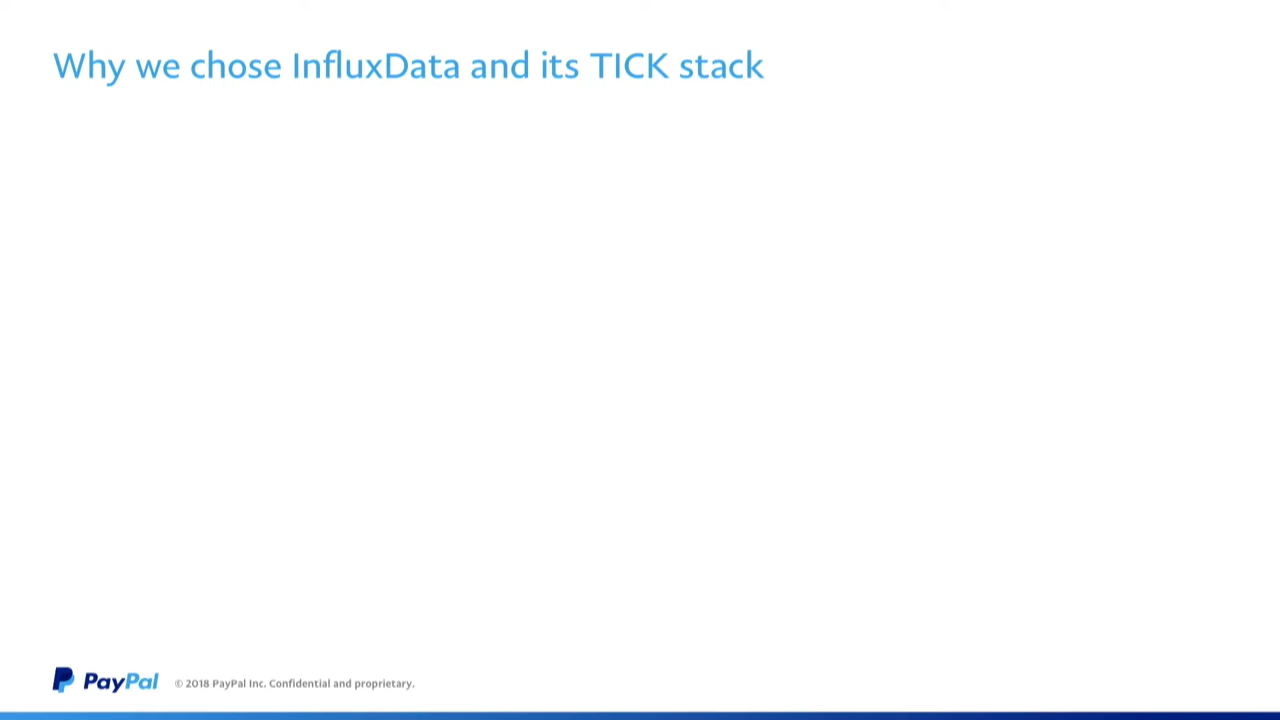 Why we chose InfluxData and its TICK stack
PayPal © 2018 PayPal Inc. Confidential and proprietary.